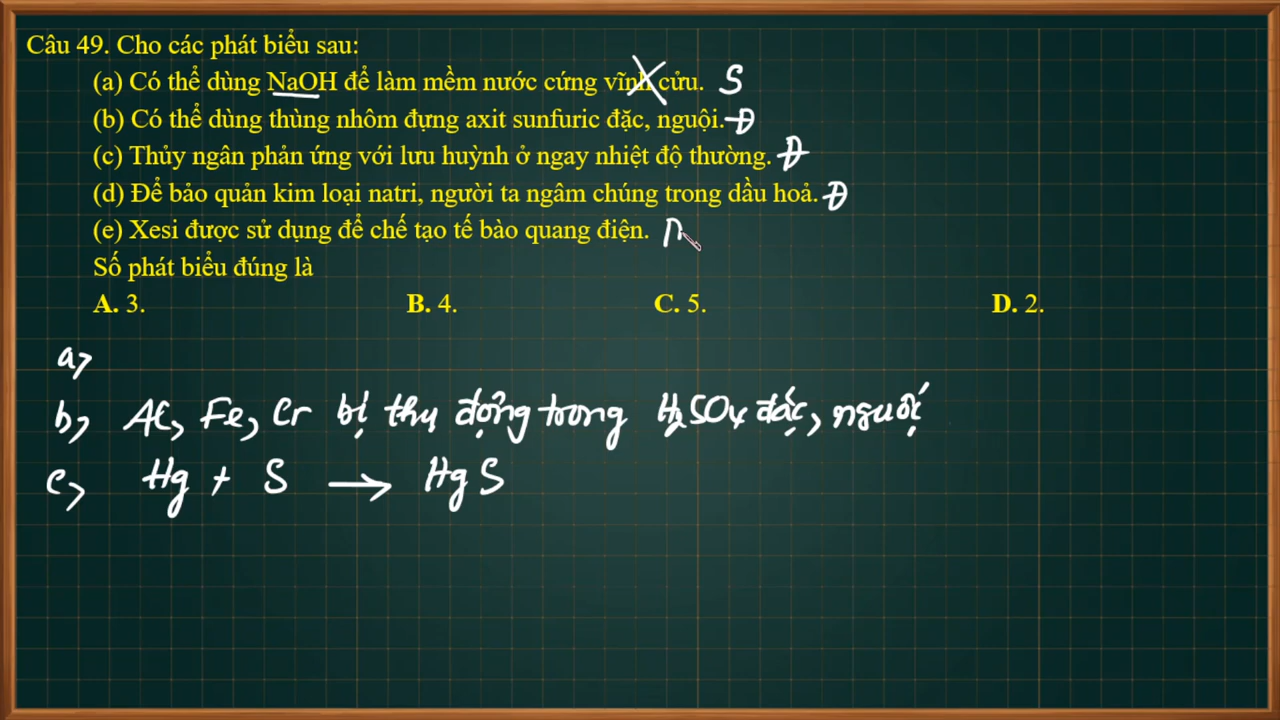 Câu 49. Cho các phát biểu sau:
(a) Có thể dùng NaOH để làm mềm nước cứng vĩnh cửu. S
(b) Có thể dùng thùng nhôm đựng axit sunfuric đặc, nguội. Đ
(c) Thủy ngân phản ứng với lưu huỳnh ở ngay nhiệt độ thường. Đ
(d) Để bảo quản kim loại natri, người ta ngâm chúng trong dầu hoả. Đ
(e) Xesi được sử dụng để chế tạo tế bào quang điện.
Số phát biểu đúng là
A. 3. B. 4. C. 5. D. 2.
a,
b, Al, Fe, Cr bị thụ động trong H2SO4 đặc, nguội
c, Hg + S → HgS